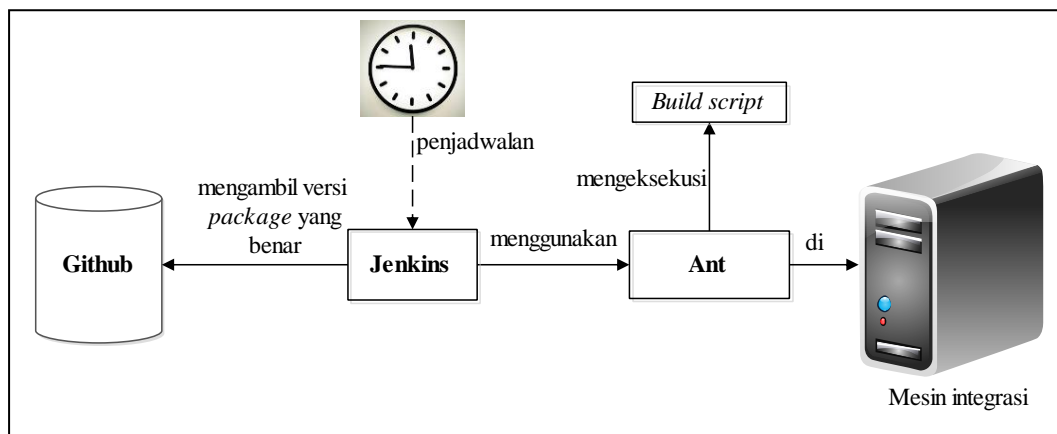 Build script
penjadwalan
mengeksekusi
mengambil versi
package yang
benar
Github
Jenkins
menggunakan
Ant
di
Mesin integrasi